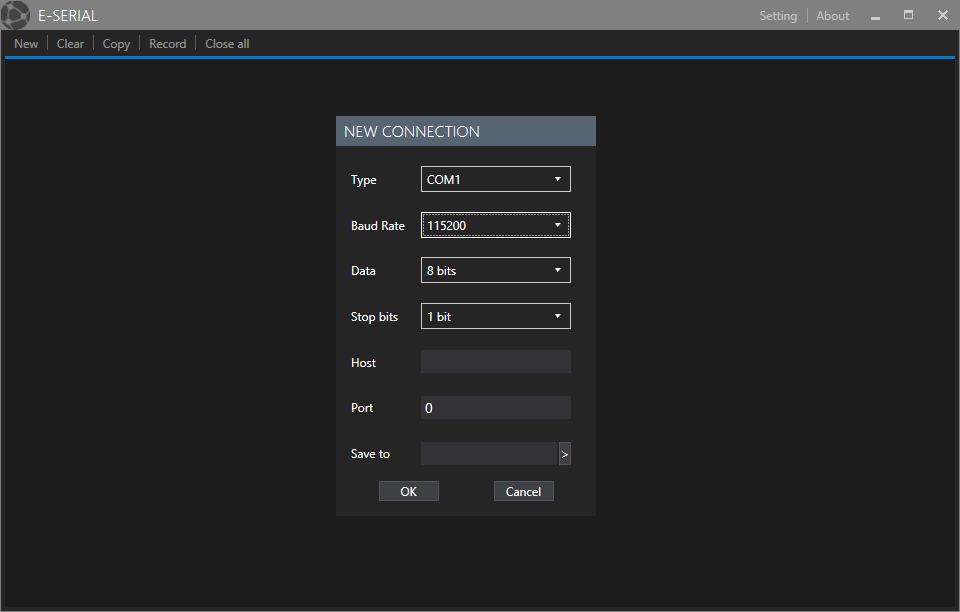 E-SERIAL Setting About
New Clear Copy Record Close all
NEW CONNECTION
Type COM1
Baud Rate 115200
Data 8 bits
Stop bits 1 bit
Host
Port 0
Save to >
OK Cancel